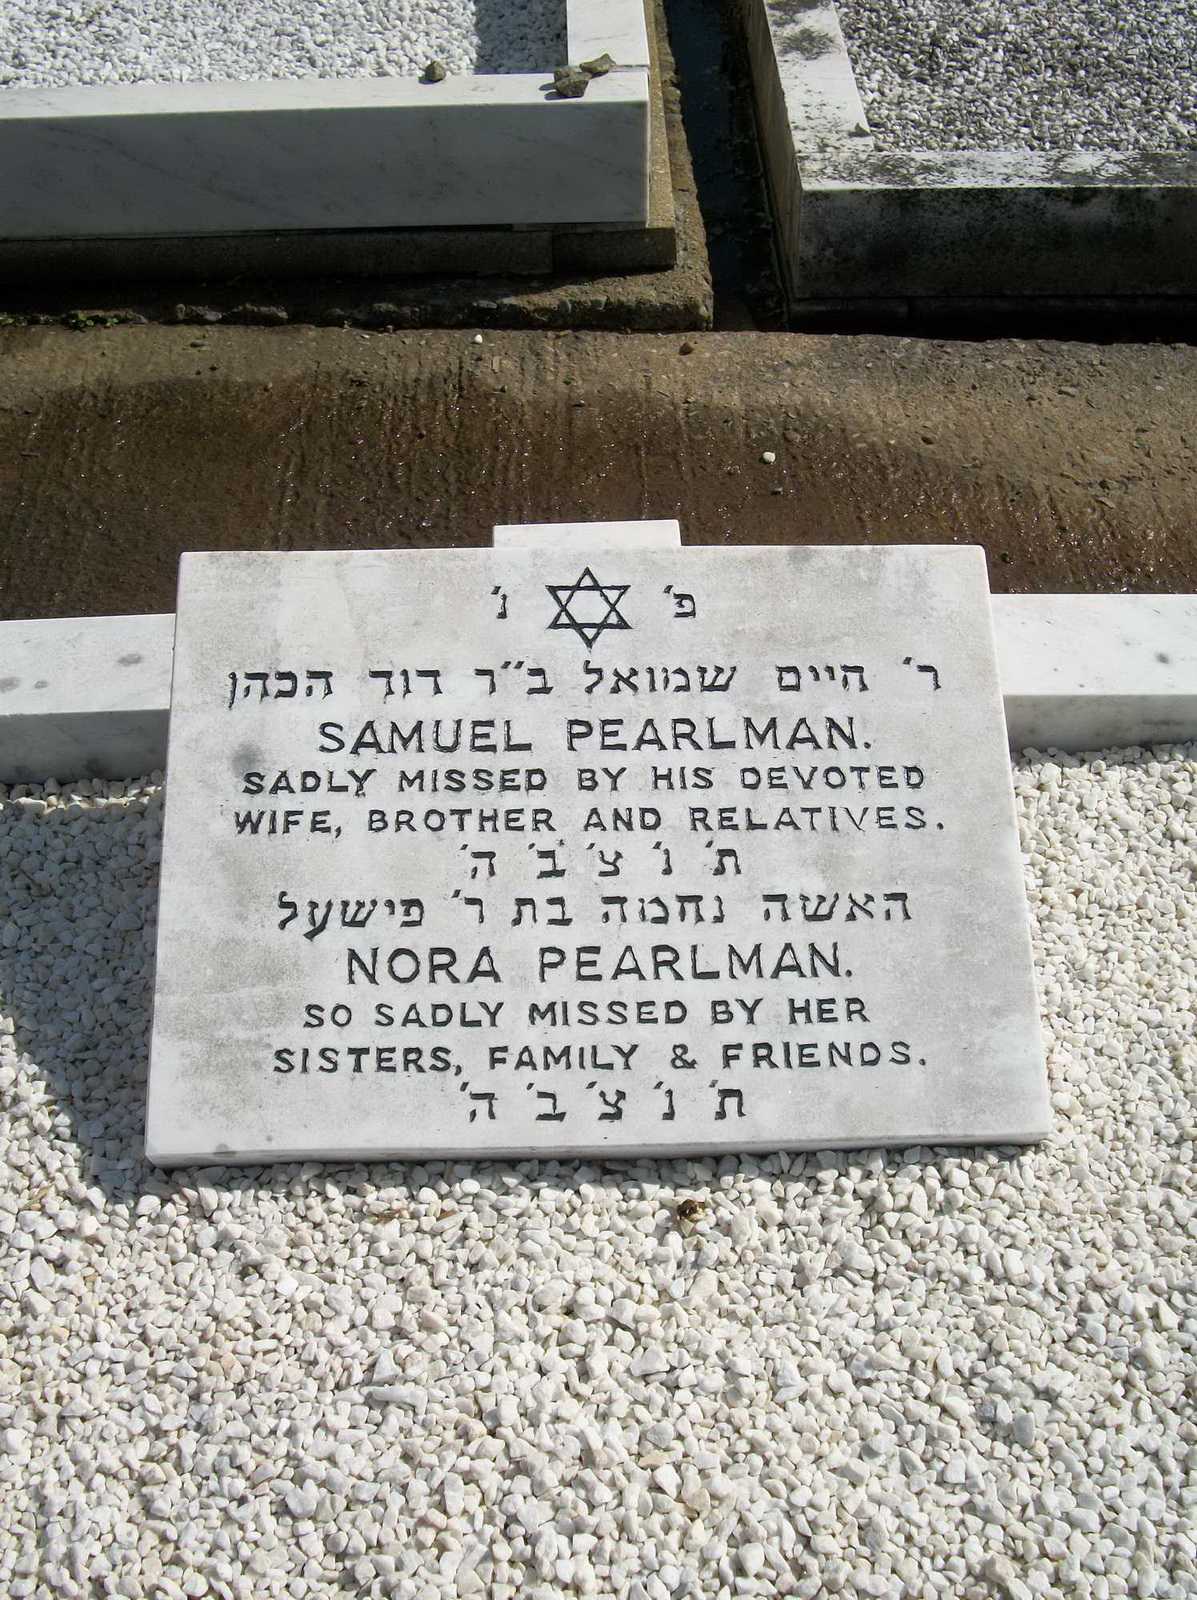 פ' נ'
ר' חיים שמואל ב"ר דוד הכהן
SAMUEL PEARLMAN.
SADLY MISSED BY HIS DEVOTED
WIFE, BROTHER AND RELATIVES.
ת' נ' צ' ב' ה'
האשה נחמה בת ר' פישעל
NORA PEARLMAN.
SO SADLY MISSED BY HER
SISTERS, FAMILY & FRIENDS.
ת' נ' צ' ב' ה'